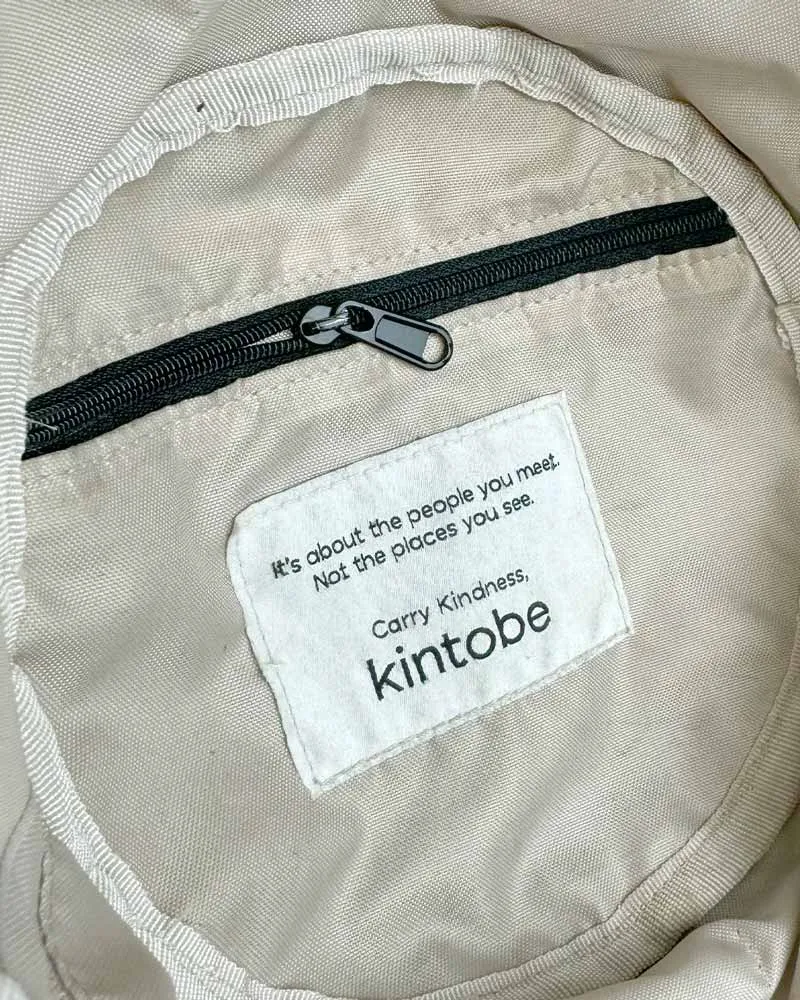 It's about the people you meet.
Not the places you see.
Carry Kindness,
kintobe